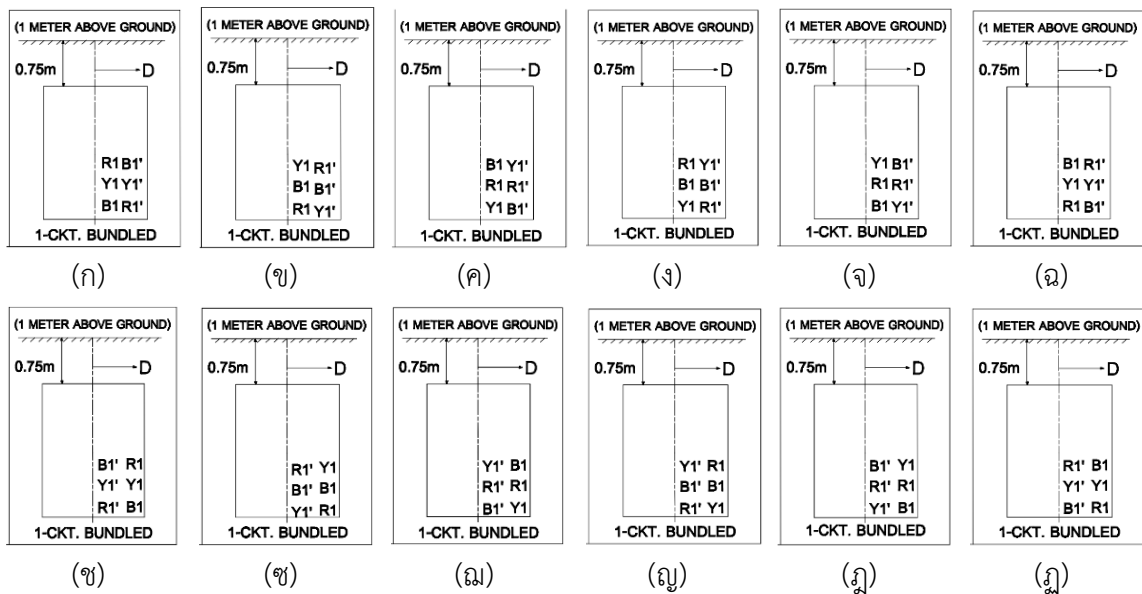 (1 METER ABOVE GROUND) (1 METER ABOVE GROUND) (1 METER ABOVE GROUND) (1 METER ABOVE GROUND) (1 METER ABOVE GROUND) (1 METER ABOVE GROUND)
0.75m D 0.75m D 0.75m D 0.75m D 0.75m D 0.75m D
R1 B1' Y1 R1' B1 Y1' R1 Y1' Y1 B1' B1 R1'
Y1 Y1' B1 B1' R1 R1' B1 B1' R1 R1' Y1 Y1'
B1 R1' R1 Y1' Y1 B1' Y1 R1' B1 Y1' R1 B1'
1-CKT. BUNDLED 1-CKT. BUNDLED 1-CKT. BUNDLED 1-CKT. BUNDLED 1-CKT. BUNDLED 1-CKT. BUNDLED
(ก) (ข) (ค) (ง) (จ) (ฉ)
(1 METER ABOVE GROUND) (1 METER ABOVE GROUND) (1 METER ABOVE GROUND) (1 METER ABOVE GROUND) (1 METER ABOVE GROUND) (1 METER ABOVE GROUND)
0.75m D 0.75m D 0.75m D 0.75m D 0.75m D 0.75m D
B1' R1 R1' Y1 Y1' B1 Y1' R1 B1' Y1 R1' B1
Y1' Y1 B1' B1 R1' R1 B1' B1 R1' R1 Y1' Y1
R1' B1 Y1' R1 B1' Y1 R1' Y1 Y1' B1 B1' R1
1-CKT. BUNDLED 1-CKT. BUNDLED 1-CKT. BUNDLED 1-CKT. BUNDLED 1-CKT. BUNDLED 1-CKT. BUNDLED
(ช) (ซ) (ฌ) (ญ) (ฎ) (ฏ)